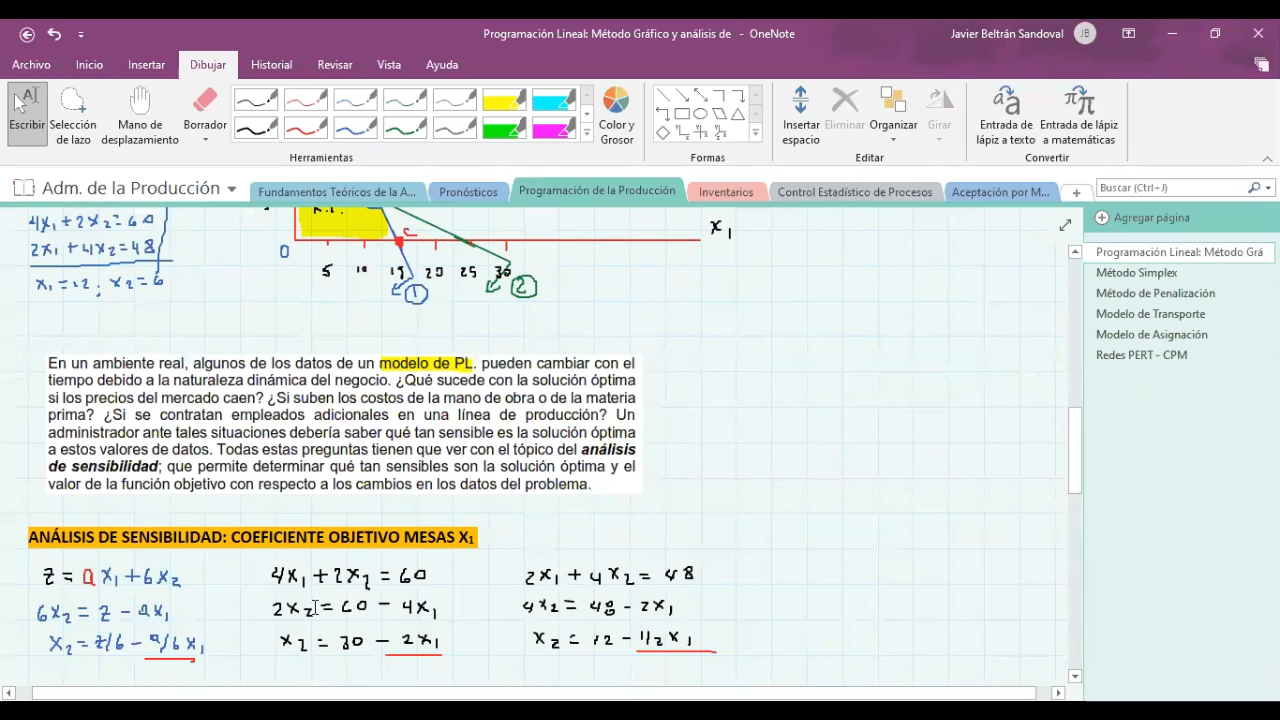 Programación Lineal: Método Gráfico y análisis de - OneNote
Javier Beltrán Sandoval JB
Archivo Inicio Insertar Dibujar Historial Revisar Vista Ayuda
Escribir
Selección de lazo
Mano de desplazamiento
Borrador
Color y Grosor
Insertar espacio
Eliminar
Organizar
Girar
Entrada de lápiz a texto
Entrada de lápiz a matemáticas
Herramientas Formas Editar Convertir
Adm. de la Producción
Fundamentos Teóricos de la A...
Pronósticos
Programación de la Producción
Inventarios
Control Estadístico de Procesos
Aceptación por M...
Buscar (Ctrl+J)
Agregar página
Programación Lineal: Método Grá
Método Simplex
Método de Penalización
Modelo de Transporte
Modelo de Asignación
Redes PERT - CPM
4x₁ + 2x₂ = 60
2x₁ + 4x₂ = 48
x₁ = 12 ; x₂ = 6
C
x₁
0
5 10 15 20 25 30
1 2
En un ambiente real, algunos de los datos de un modelo de PL. pueden cambiar con el
tiempo debido a la naturaleza dinámica del negocio. ¿Qué sucede con la solución óptima
si los precios del mercado caen? ¿Si suben los costos de la mano de obra o de la materia
prima? ¿Si se contratan empleados adicionales en una línea de producción? Un
administrador ante tales situaciones debería saber qué tan sensible es la solución óptima
a estos valores de datos. Todas estas preguntas tienen que ver con el tópico del análisis
de sensibilidad; que permite determinar qué tan sensibles son la solución óptima y el
valor de la función objetivo con respecto a los cambios en los datos del problema.
ANÁLISIS DE SENSIBILIDAD: COEFICIENTE OBJETIVO MESAS X₁
z = a x₁ + 6x₂
6x₂ = z - ax₁
x₂ = z/6 - a/6 x₁
4x₁ + 2x₂ = 60
2x₂ = 60 - 4x₁
x₂ = 30 - 2x₁
2x₁ + 4x₂ = 48
4x₂ = 48 - 2x₁
x₂ = 12 - 1/2 x₁